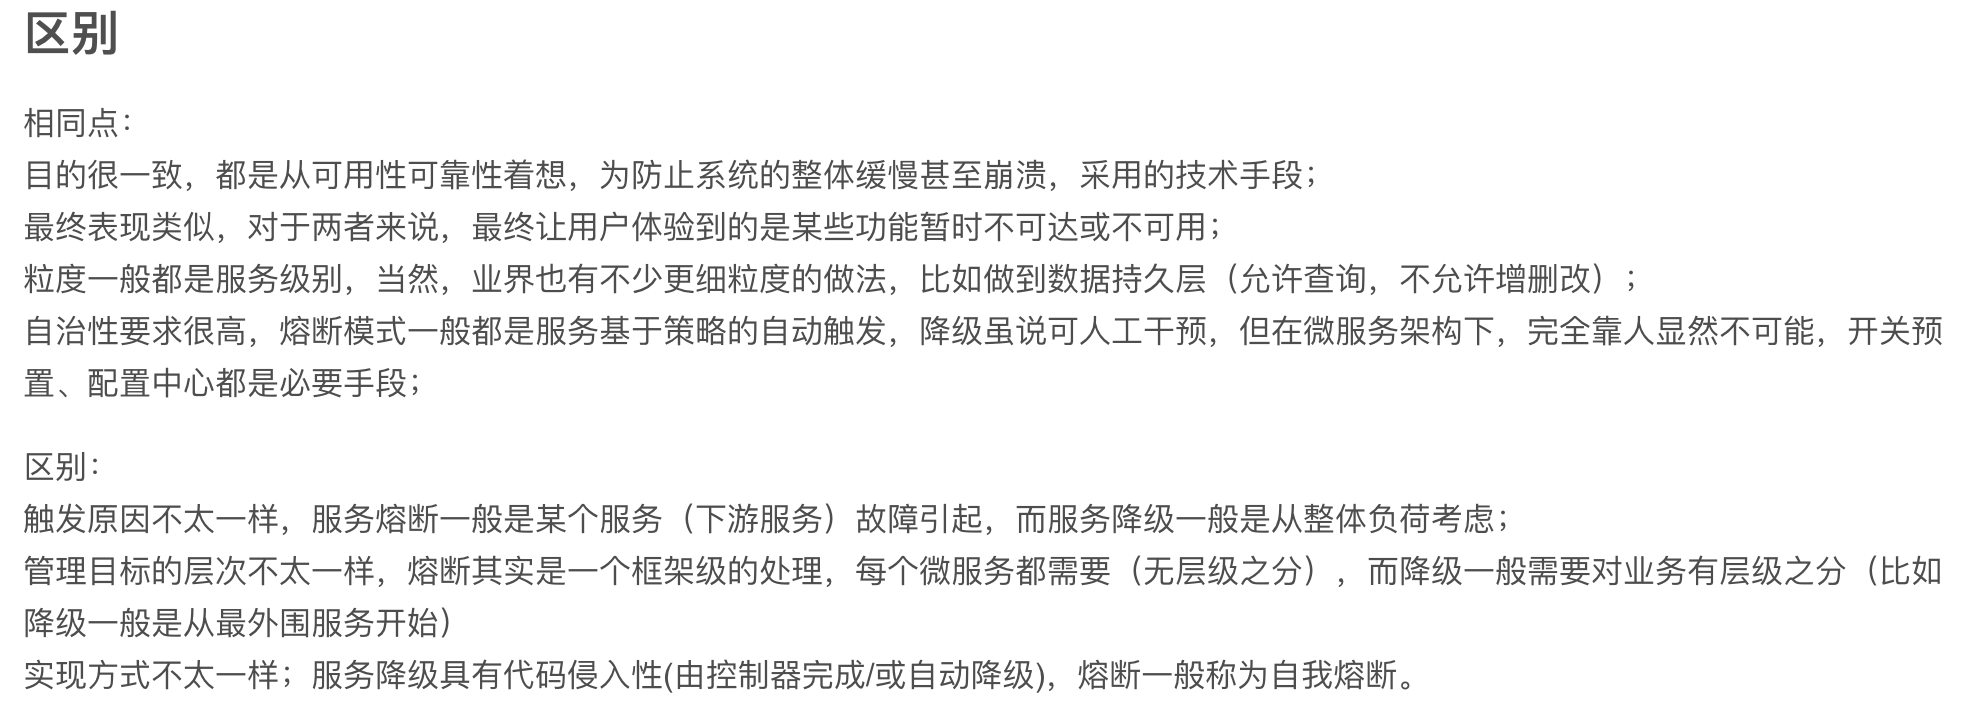 区别
相同点：
目的很一致，都是从可用性可靠性着想，为防止系统的整体缓慢甚至崩溃，采用的技术手段；
最终表现类似，对于两者来说，最终让用户体验到的是某些功能暂时不可达或不可用；
粒度一般都是服务级别，当然，业界也有不少更细粒度的做法，比如做到数据持久层（允许查询，不允许增删改）；
自治性要求很高，熔断模式一般都是服务基于策略的自动触发，降级虽说可人工干预，但在微服务架构下，完全靠人显然不可能，开关预
置、配置中心都是必要手段；
区别：
触发原因不太一样，服务熔断一般是某个服务（下游服务）故障引起，而服务降级一般是从整体负荷考虑；
管理目标的层次不太一样，熔断其实是一个框架级的处理，每个微服务都需要（无层级之分），而降级一般需要对业务有层级之分（比如
降级一般是从最外围服务开始）
实现方式不太一样；服务降级具有代码侵入性(由控制器完成/或自动降级)，熔断一般称为自我熔断。